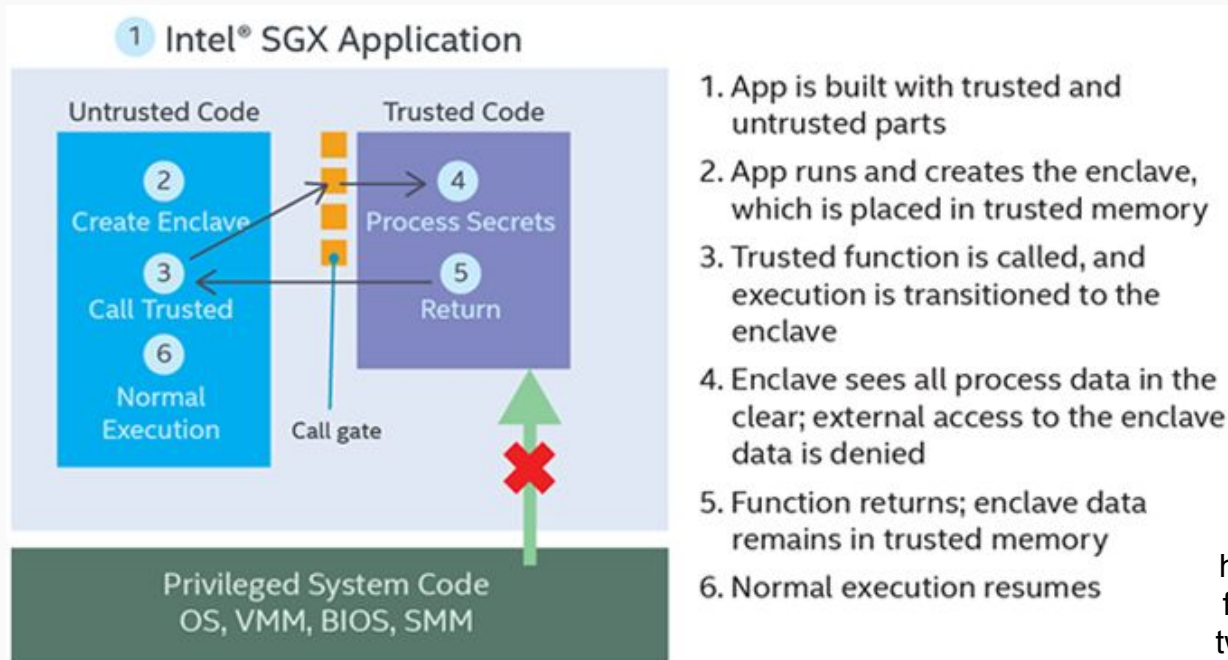 1 Intel® SGX Application
Untrusted Code
Trusted Code
2
Create Enclave
3
Call Trusted
6
Normal
Execution
Call gate
4
Process Secrets
5
Return
Privileged System Code
OS, VMM, BIOS, SMM
1. App is built with trusted and
untrusted parts
2. App runs and creates the enclave,
which is placed in trusted memory
3. Trusted function is called, and
execution is transitioned to the
enclave
4. Enclave sees all process data in the
clear; external access to the enclave
data is denied
5. Function returns; enclave data
remains in trusted memory
6. Normal execution resumes